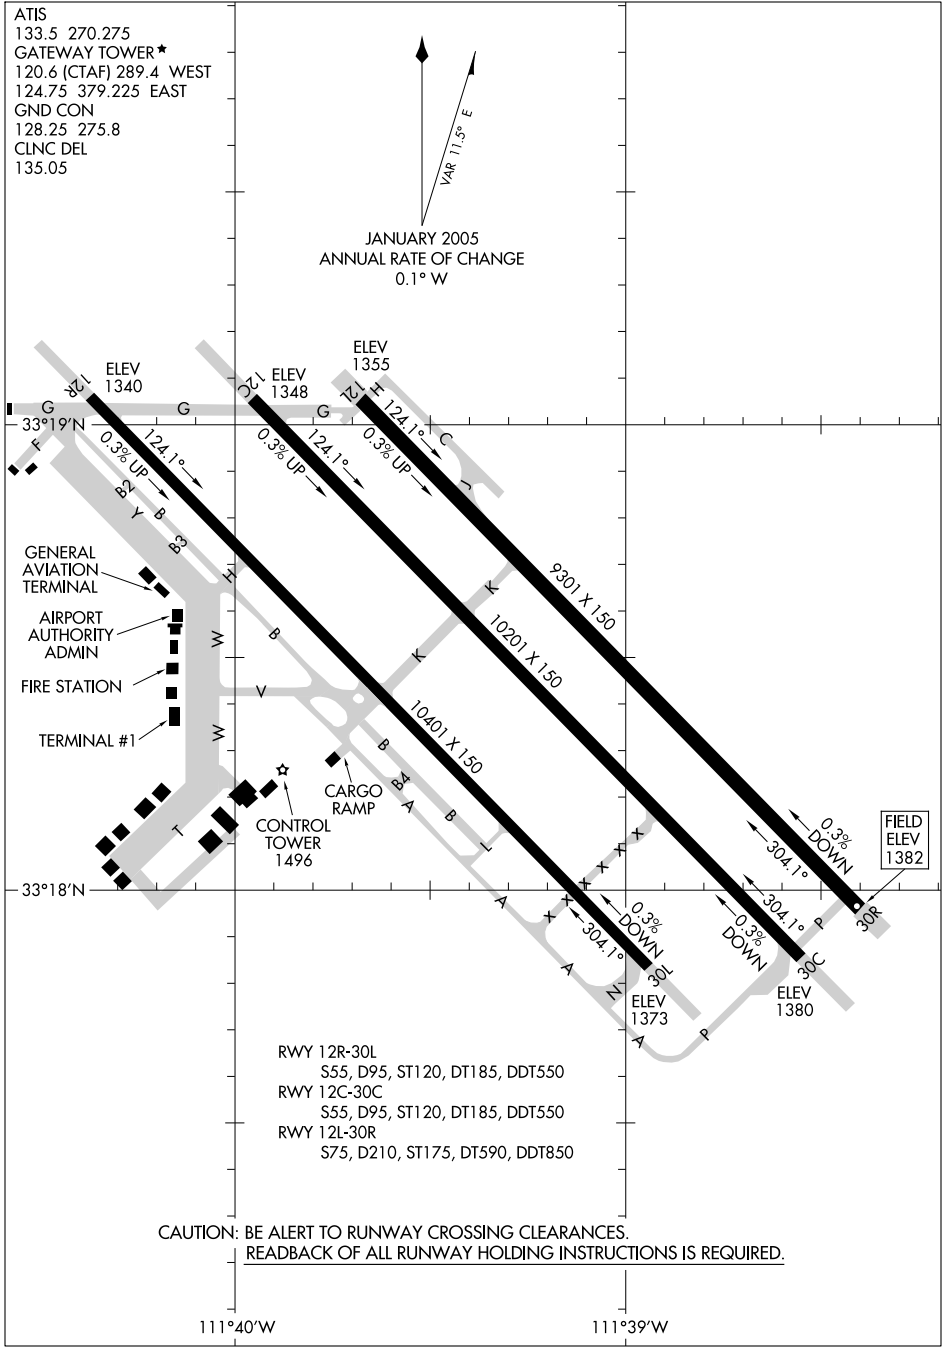 ATIS
133.5 270.275
GATEWAY TOWER★
120.6 (CTAF) 289.4 WEST
124.75 379.225 EAST
GND CON
128.25 275.8
CLNC DEL
135.05
VAR 11.5° E
JANUARY 2005
ANNUAL RATE OF CHANGE
0.1° W
12R
ELEV
1340
12C
ELEV
1348
12L
ELEV
1355
H
G
G
G
33°19'N
F
124.1°
0.3% UP
124.1°
0.3% UP
124.1°
0.3% UP
C
J
B2
Y
B
B3
H
GENERAL
AVIATION
TERMINAL
AIRPORT
AUTHORITY
ADMIN
FIRE STATION
TERMINAL #1
W
W
V
B
K
K
9301 X 150
10201 X 150
10401 X 150
B
B4
A
B
L
CARGO
RAMP
CONTROL
TOWER
1496
T
X
X
X
X
X
X
0.3%
DOWN
304.1°
0.3%
DOWN
304.1°
0.3%
DOWN
304.1°
FIELD
ELEV
1382
33°18'N
A
A
A
N
P
P
30R
30C
30L
ELEV
1373
ELEV
1380
RWY 12R-30L
S55, D95, ST120, DT185, DDT550
RWY 12C-30C
S55, D95, ST120, DT185, DDT550
RWY 12L-30R
S75, D210, ST175, DT590, DDT850
CAUTION: BE ALERT TO RUNWAY CROSSING CLEARANCES.
READBACK OF ALL RUNWAY HOLDING INSTRUCTIONS IS REQUIRED.
111°40'W
111°39'W